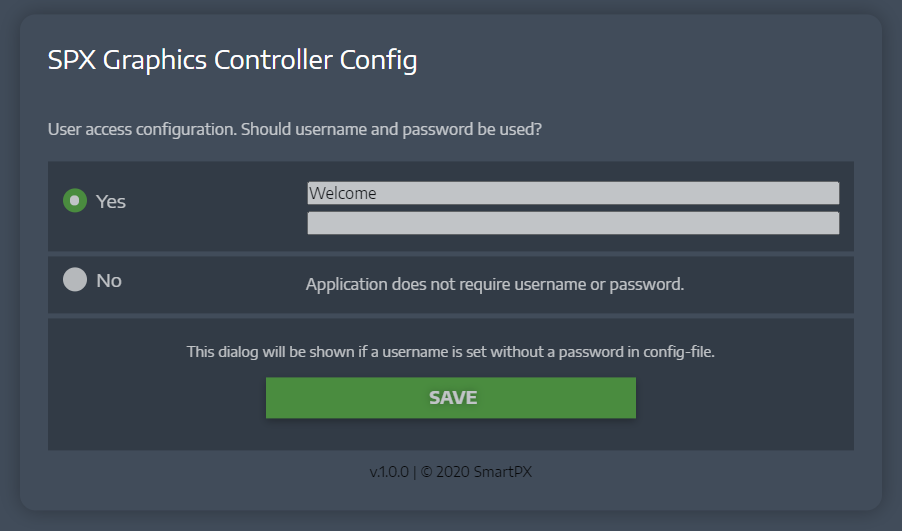 SPX Graphics Controller Config
User access configuration. Should username and password be used?
Yes
Welcome
No
Application does not require username or password.
This dialog will be shown if a username is set without a password in config-file.
SAVE
v.1.0.0 | © 2020 SmartPX